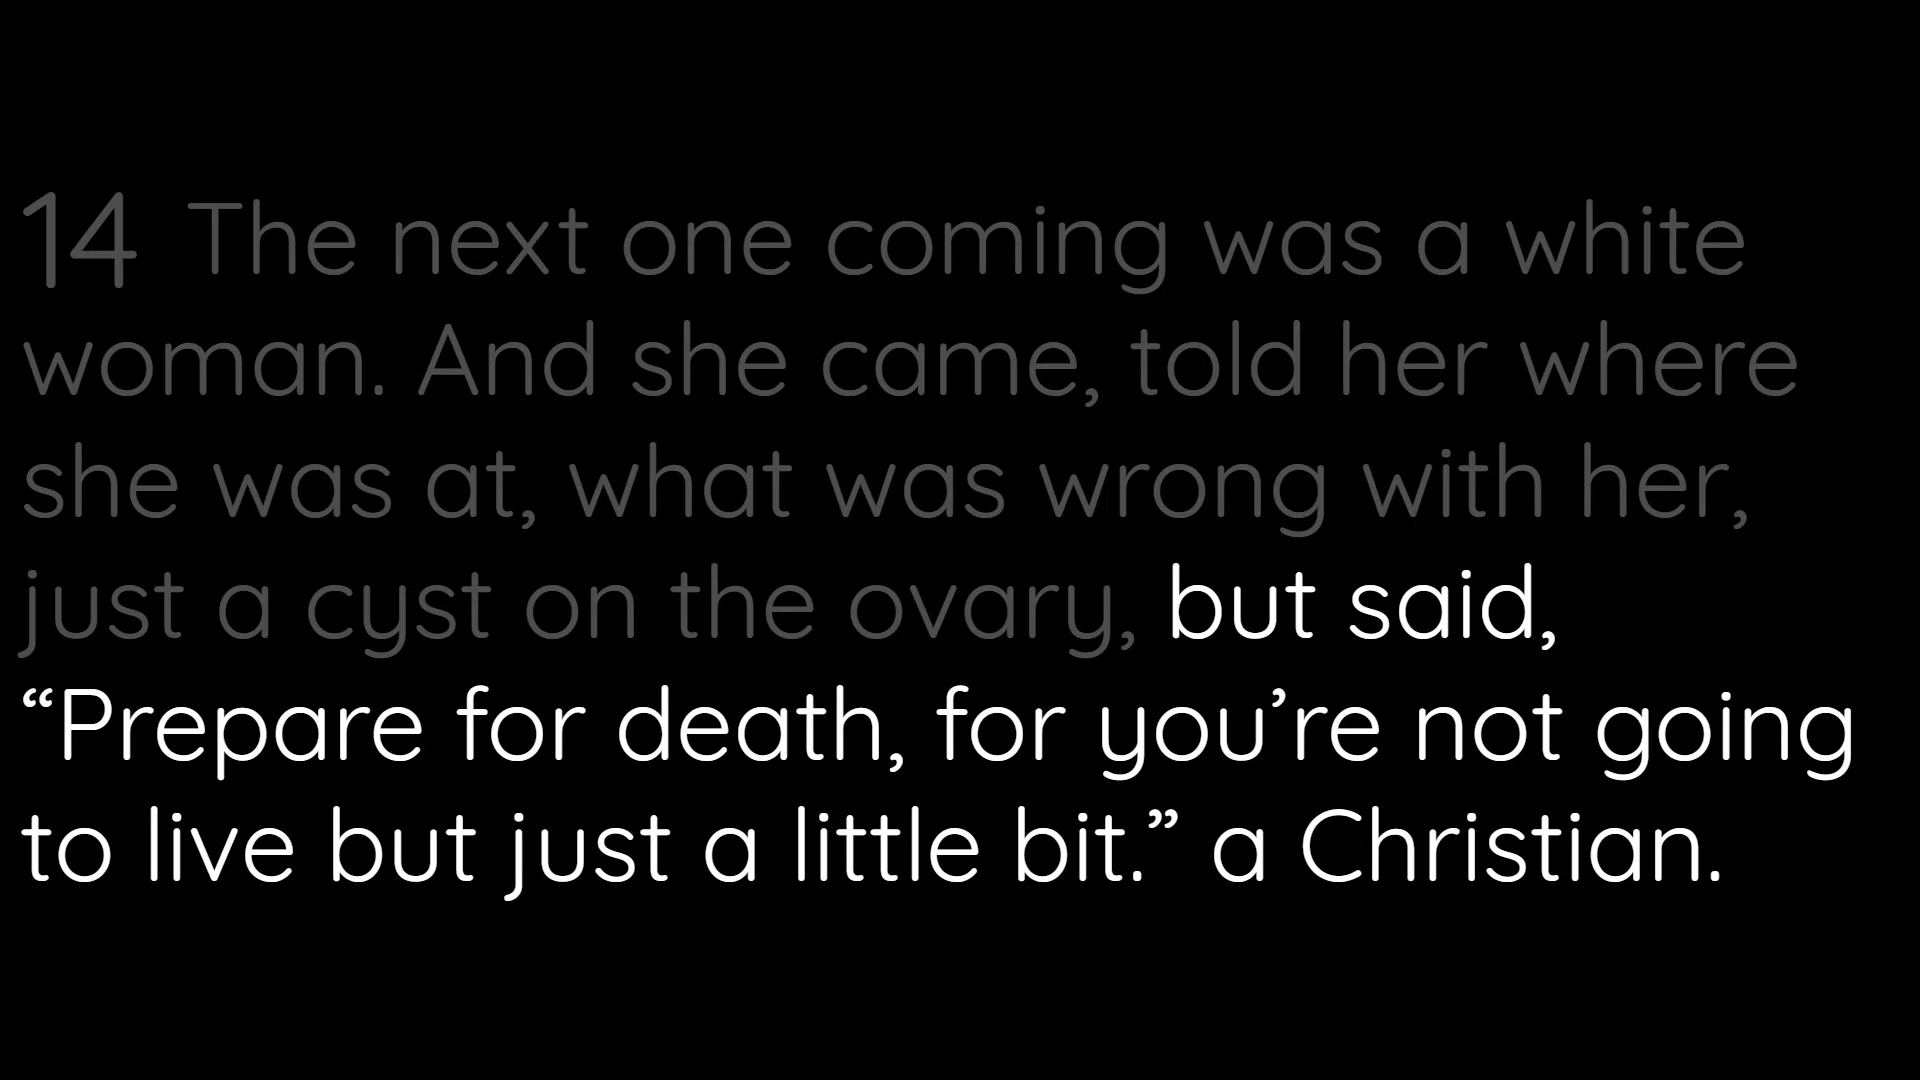 14 The next one coming was a white
woman. And she came, told her where
she was at, what was wrong with her,
just a cyst on the ovary, but said,
“Prepare for death, for you’re not going
to live but just a little bit.” a Christian.